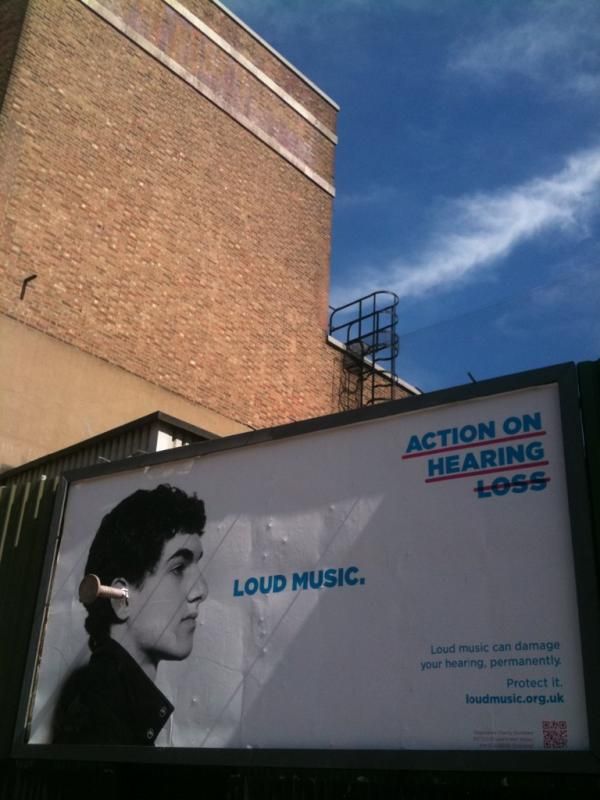 ACTION ON
HEARING
LOSS
LOUD MUSIC.
Loud music can damage
your hearing, permanently.
Protect it.
loudmusic.org.uk